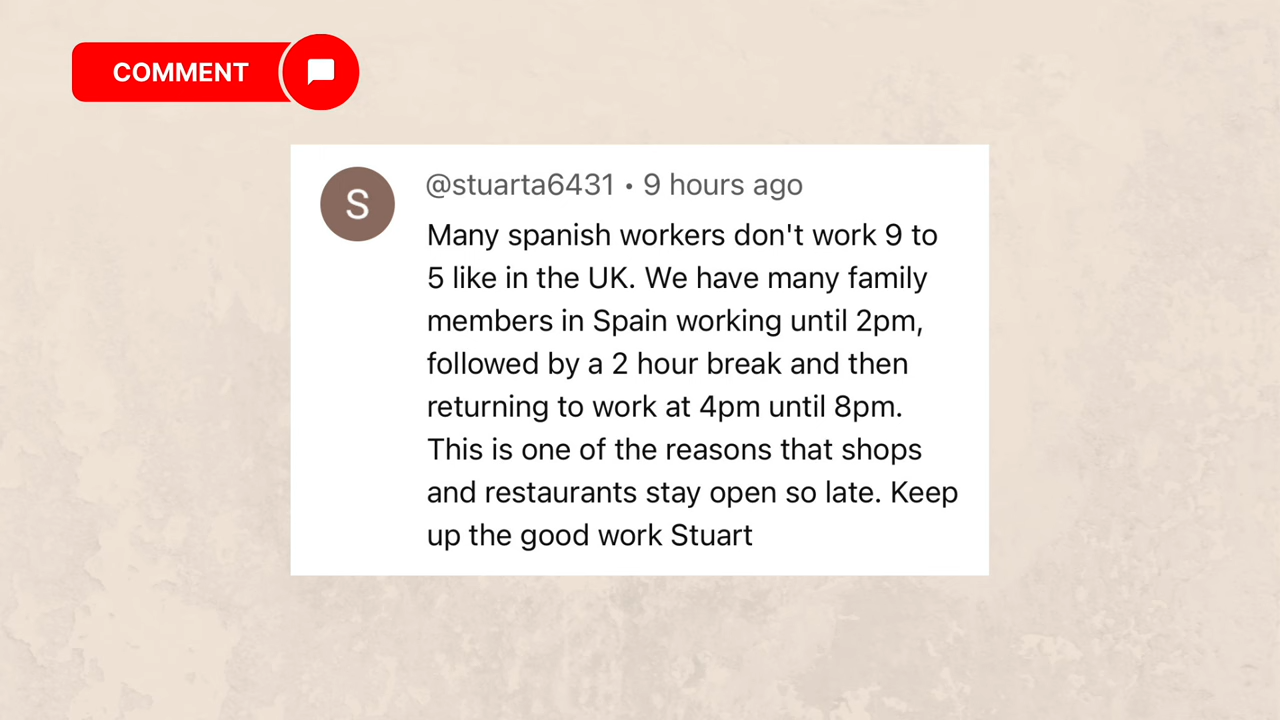 COMMENT
S
@stuarta6431 • 9 hours ago
Many spanish workers don't work 9 to
5 like in the UK. We have many family
members in Spain working until 2pm,
followed by a 2 hour break and then
returning to work at 4pm until 8pm.
This is one of the reasons that shops
and restaurants stay open so late. Keep
up the good work Stuart